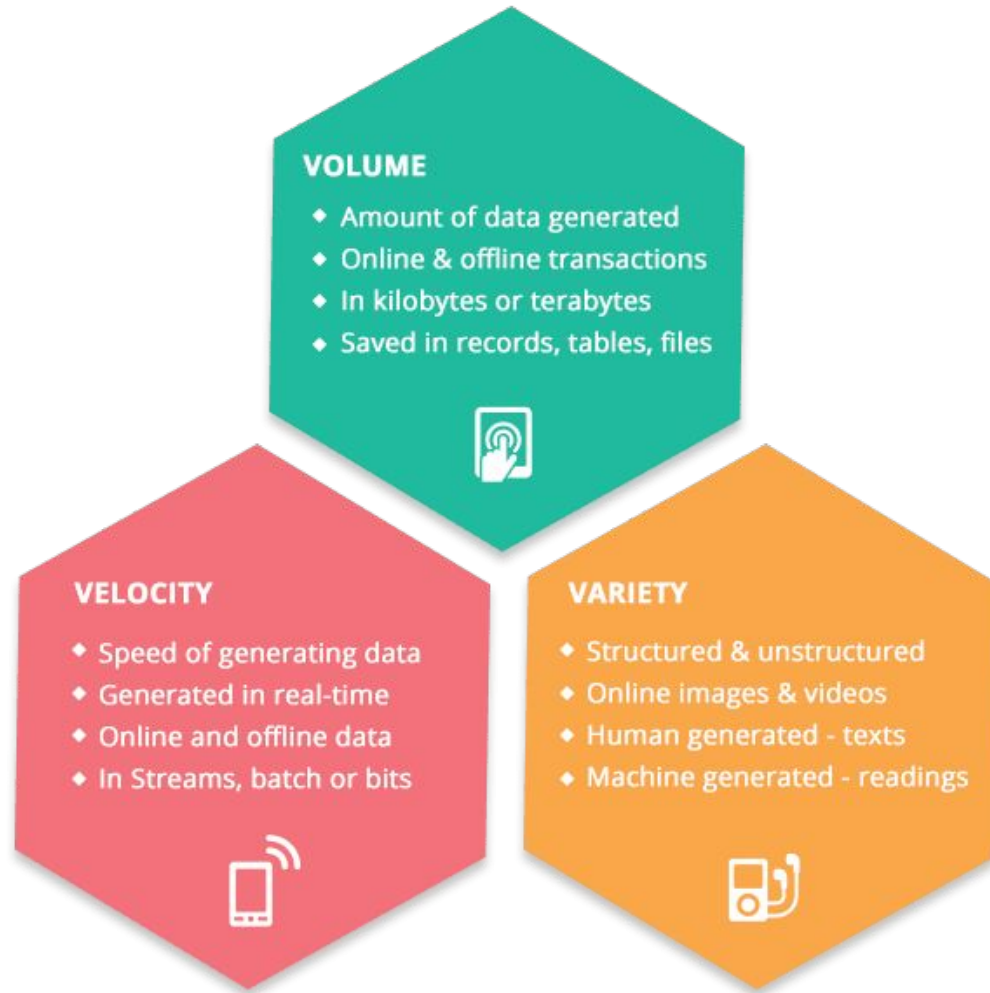 VOLUME
◆ Amount of data generated
◆ Online & offline transactions
◆ In kilobytes or terabytes
◆ Saved in records, tables, files
VELOCITY
◆ Speed of generating data
◆ Generated in real-time
◆ Online and offline data
◆ In Streams, batch or bits
VARIETY
◆ Structured & unstructured
◆ Online images & videos
◆ Human generated - texts
◆ Machine generated - readings